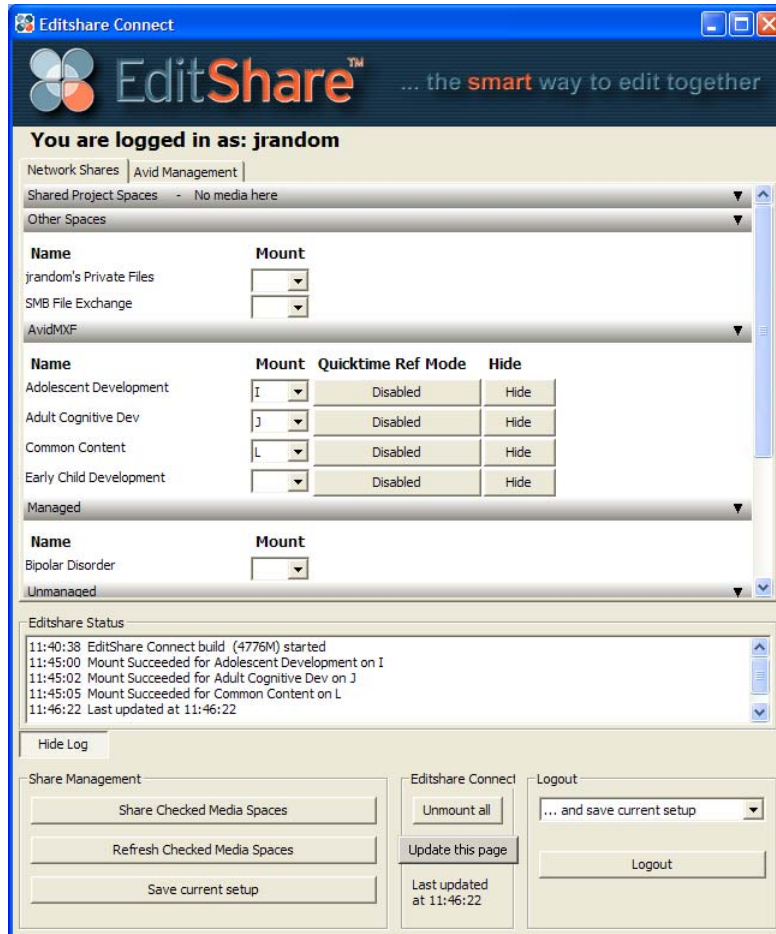 Editshare Connect
EditShare™ ... the smart way to edit together
You are logged in as: jrandom
Network Shares Avid Management
Shared Project Spaces - No media here
Other Spaces
Name Mount
jrandom's Private Files
SMB File Exchange
AvidMXF
Name Mount Quicktime Ref Mode Hide
Adolescent Development I Disabled Hide
Adult Cognitive Dev J Disabled Hide
Common Content L Disabled Hide
Early Child Development Disabled Hide
Managed
Name Mount
Bipolar Disorder
Unmanaged
Editshare Status
11:40:38 EditShare Connect build (4776M) started
11:45:00 Mount Succeeded for Adolescent Development on I
11:45:02 Mount Succeeded for Adult Cognitive Dev on J
11:45:05 Mount Succeeded for Common Content on L
11:46:22 Last updated at 11:46:22
Hide Log
Share Management Editshare Connect Logout
Share Checked Media Spaces Unmount all ... and save current setup
Refresh Checked Media Spaces Update this page Logout
Save current setup Last updated
at 11:46:22